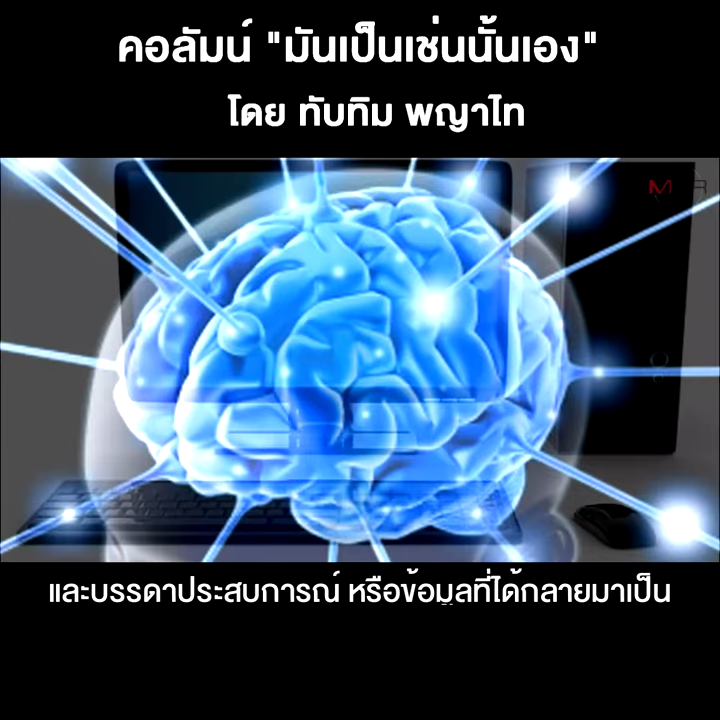 คอลัมน์ "มันเป็นเช่นนั้นเอง"
โดย ทับทิม พญาไท
และบรรดาประสบการณ์ หรือข้อมูลที่ได้กลายมาเป็น